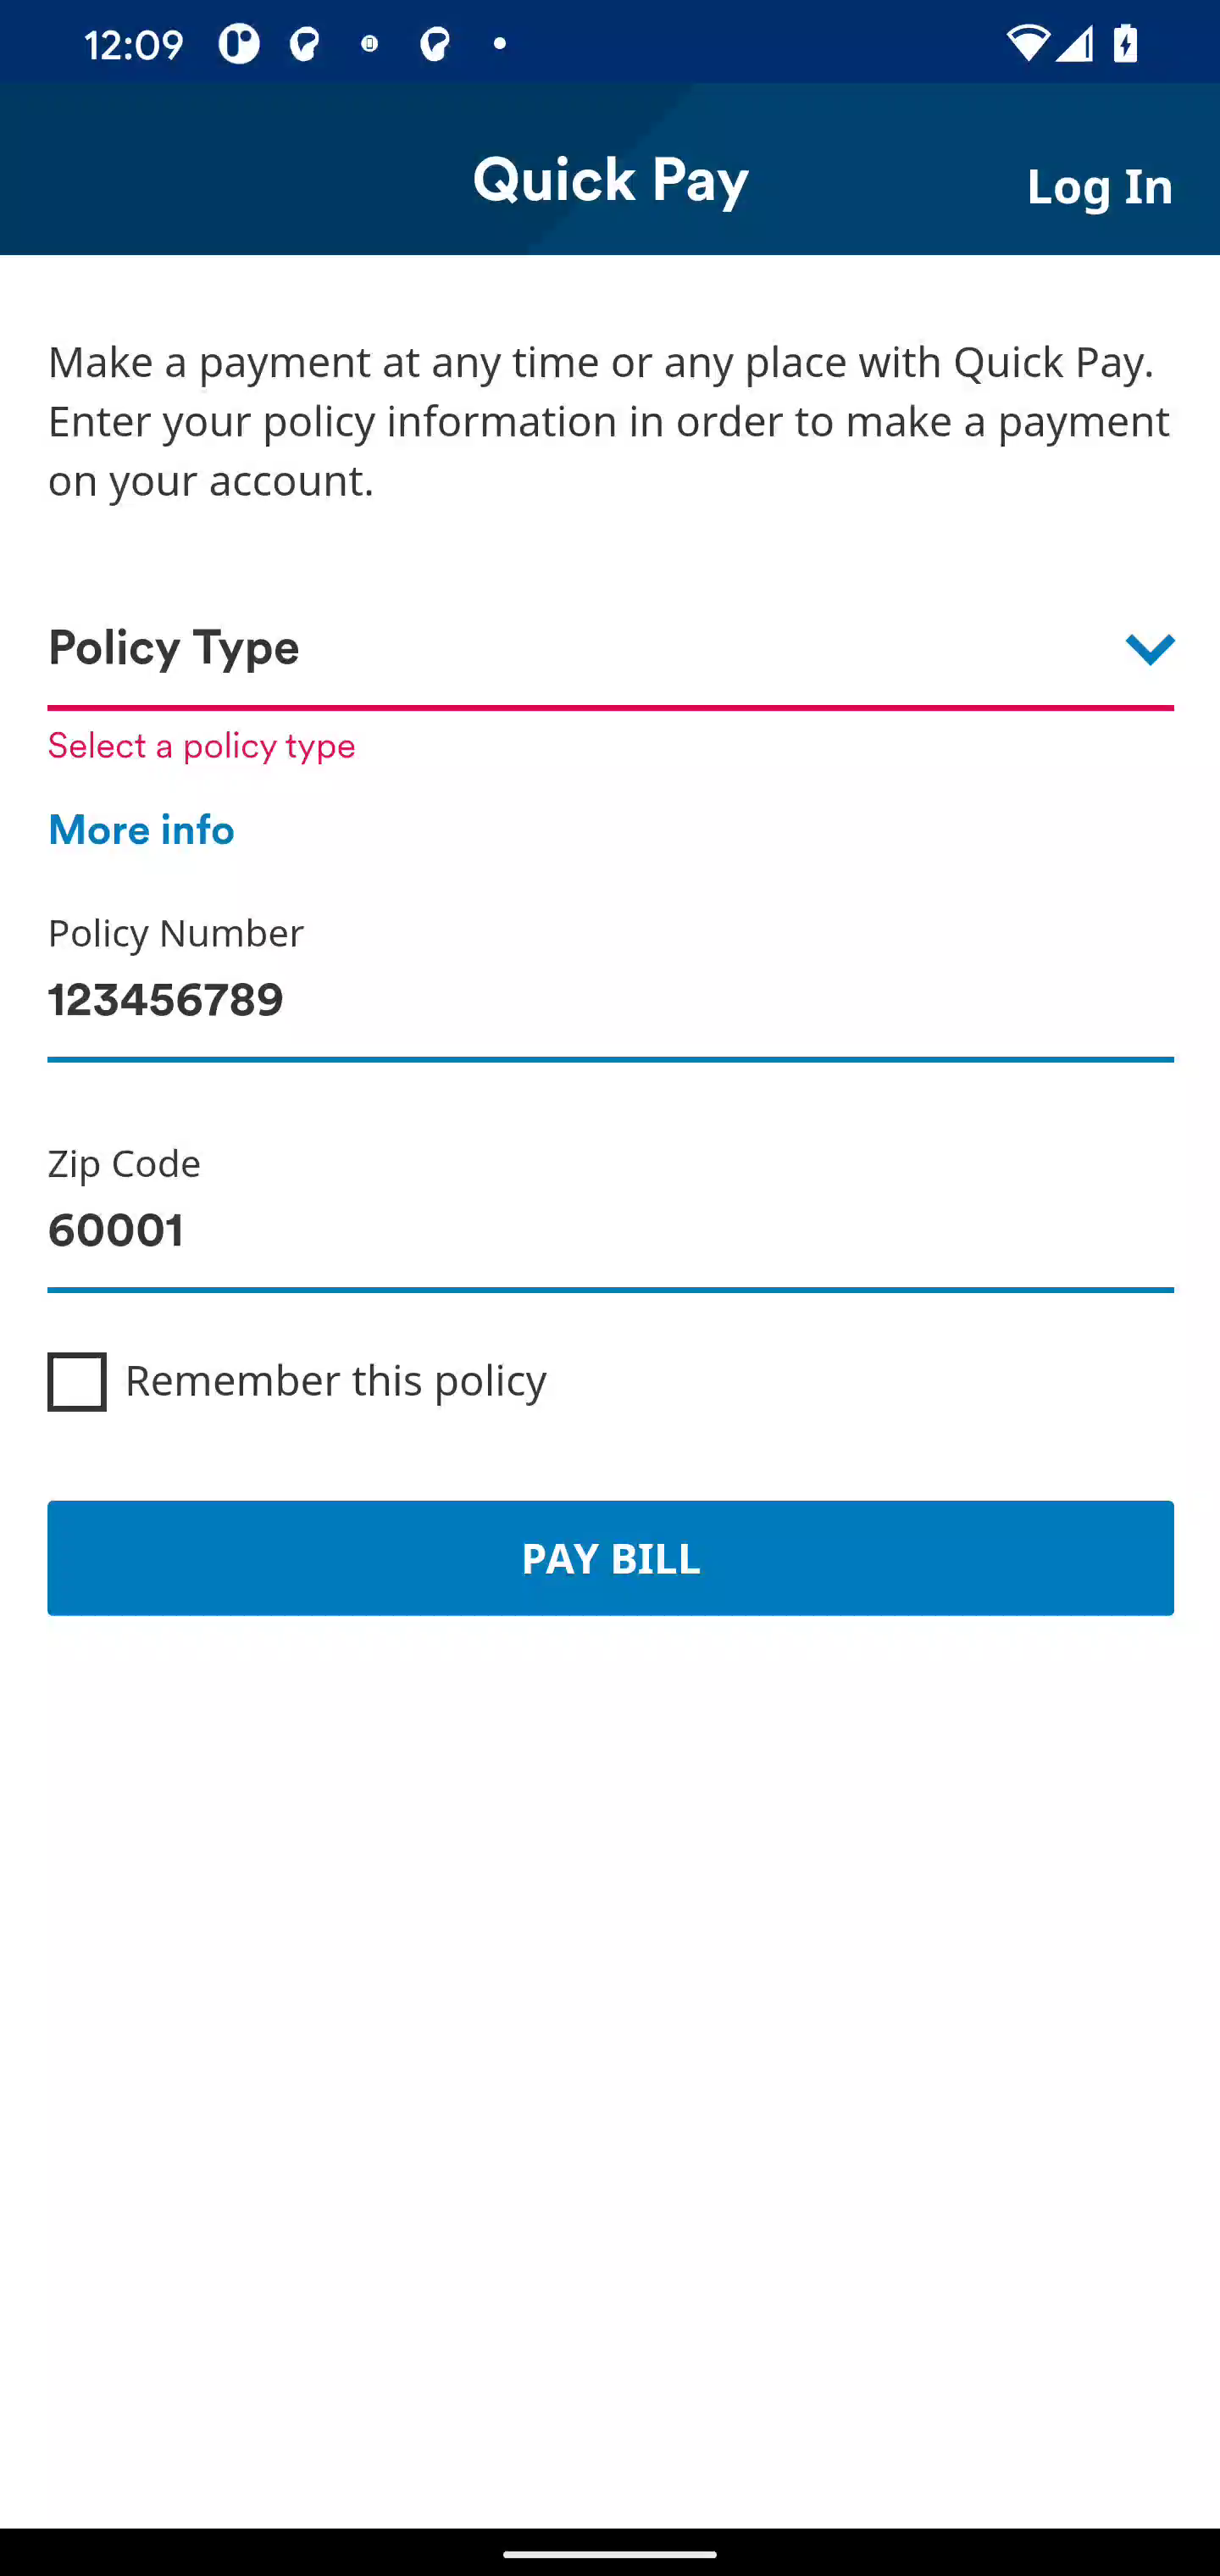 12:09
Quick Pay
Log In
Make a payment at any time or any place with Quick Pay.
Enter your policy information in order to make a payment
on your account.
Policy Type
Select a policy type
More info
Policy Number
123456789
Zip Code
60001
Remember this policy
PAY BILL